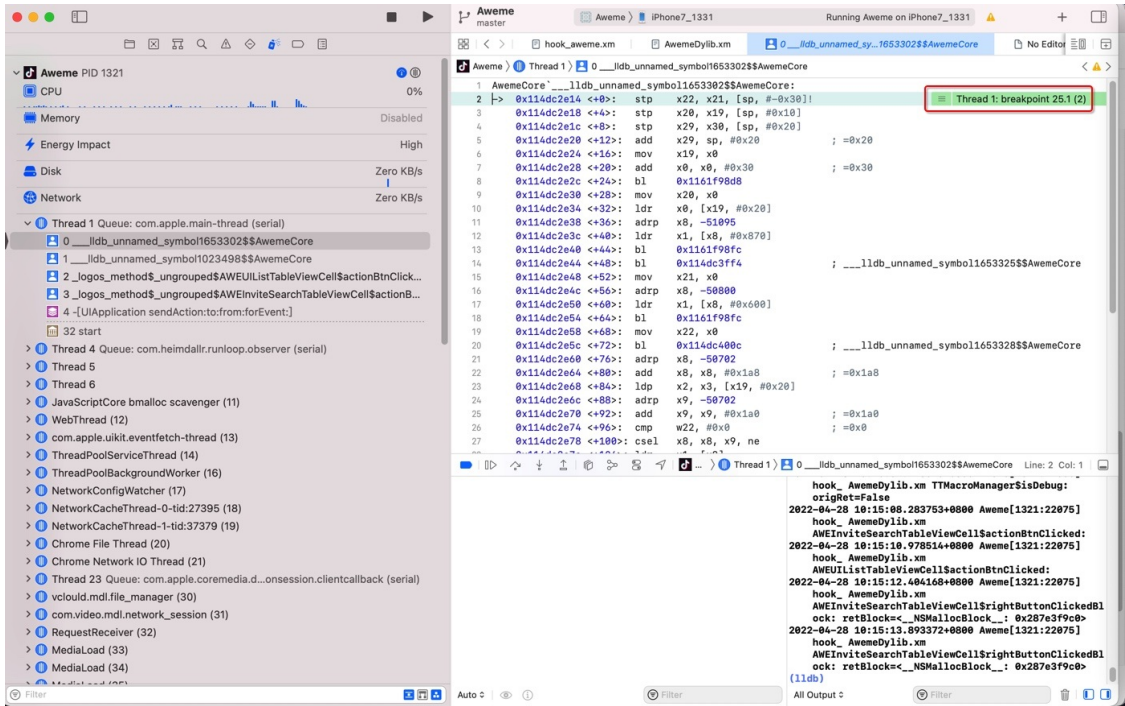 Aweme
master
Aweme 〉 iPhone7_1331
Running Aweme on iPhone7_1331
hook_aweme.xm
AwemeDylib.xm
0 __lldb_unnamed_sy...1653302$$AwemeCore
No Editor
Aweme 〉 Thread 1 〉 0 ___lldb_unnamed_symbol1653302$$AwemeCore
Aweme PID 1321
CPU 0%
Memory Disabled
Energy Impact High
Disk Zero KB/s
Network Zero KB/s
Thread 1 Queue: com.apple.main-thread (serial)
0 ___lldb_unnamed_symbol1653302$$AwemeCore
1 ___lldb_unnamed_symbol1023498$$AwemeCore
2 _logos_method$_ungrouped$AWEUIListTableViewCell$actionBtnClick...
3 _logos_method$_ungrouped$AWEInviteSearchTableViewCell$actionB...
4 -[UIApplication sendAction:to:from:forEvent:]
32 start
Thread 4 Queue: com.heimdallr.runloop.observer (serial)
Thread 5
Thread 6
JavaScriptCore bmalloc scavenger (11)
WebThread (12)
com.apple.uikit.eventfetch-thread (13)
ThreadPoolServiceThread (14)
ThreadPoolBackgroundWorker (16)
NetworkConfigWatcher (17)
NetworkCacheThread-0-tid:27395 (18)
NetworkCacheThread-1-tid:37379 (19)
Chrome File Thread (20)
Chrome Network IO Thread (21)
Thread 23 Queue: com.apple.coremedia.d...onsession.clientcallback (serial)
vclould.mdl.file_manager (30)
com.video.mdl.network_session (31)
RequestReceiver (32)
MediaLoad (33)
MediaLoad (34)
Filter
1 AwemeCore`___lldb_unnamed_symbol1653302$$AwemeCore:
2 -> 0x114dc2e14 <+0>: stp x22, x21, [sp, #-0x30]!
Thread 1: breakpoint 25.1 (2)
3 0x114dc2e18 <+4>: stp x20, x19, [sp, #0x10]
4 0x114dc2e1c <+8>: stp x29, x30, [sp, #0x20]
5 0x114dc2e20 <+12>: add x29, sp, #0x20 ; =0x20
6 0x114dc2e24 <+16>: mov x19, x0
7 0x114dc2e28 <+20>: add x0, x0, #0x30 ; =0x30
8 0x114dc2e2c <+24>: bl 0x1161f98d8
9 0x114dc2e30 <+28>: mov x20, x0
10 0x114dc2e34 <+32>: ldr x0, [x19, #0x20]
11 0x114dc2e38 <+36>: adrp x8, -51095
12 0x114dc2e3c <+40>: ldr x1, [x8, #0x870]
13 0x114dc2e40 <+44>: bl 0x1161f98fc
14 0x114dc2e44 <+48>: bl 0x114dc3ff4 ; ___lldb_unnamed_symbol1653325$$AwemeCore
15 0x114dc2e48 <+52>: mov x21, x0
16 0x114dc2e4c <+56>: adrp x8, -50800
17 0x114dc2e50 <+60>: ldr x1, [x8, #0x600]
18 0x114dc2e54 <+64>: bl 0x1161f98fc
19 0x114dc2e58 <+68>: mov x22, x0
20 0x114dc2e5c <+72>: bl 0x114dc400c ; ___lldb_unnamed_symbol1653328$$AwemeCore
21 0x114dc2e60 <+76>: adrp x8, -50702
22 0x114dc2e64 <+80>: add x8, x8, #0x1a8 ; =0x1a8
23 0x114dc2e68 <+84>: ldp x2, x3, [x19, #0x20]
24 0x114dc2e6c <+88>: adrp x9, -50702
25 0x114dc2e70 <+92>: add x9, x9, #0x1a0 ; =0x1a0
26 0x114dc2e74 <+96>: cmp w22, #0x0 ; =0x0
27 0x114dc2e78 <+100>: csel x8, x8, x9, ne
... 〉 Thread 1 〉 0 ___lldb_unnamed_symbol1653302$$AwemeCore Line: 2 Col: 1
hook_ AwemeDylib.xm TTMacroManager$isDebug:
origRet=False
2022-04-28 10:15:08.283753+0800 Aweme[1321:22075]
hook_ AwemeDylib.xm
AWEInviteSearchTableViewCell$actionBtnClicked:
2022-04-28 10:15:10.978514+0800 Aweme[1321:22075]
hook_ AwemeDylib.xm
AWEUIListTableViewCell$actionBtnClicked:
2022-04-28 10:15:12.404168+0800 Aweme[1321:22075]
hook_ AwemeDylib.xm
AWEInviteSearchTableViewCell$rightButtonClickedBl
ock: retBlock=<__NSMallocBlock__: 0x287e3f9c0>
2022-04-28 10:15:13.893372+0800 Aweme[1321:22075]
hook_ AwemeDylib.xm
AWEInviteSearchTableViewCell$rightButtonClickedBl
ock: retBlock=<__NSMallocBlock__: 0x287e3f9c0>
(lldb)
Auto
Filter
All Output
Filter